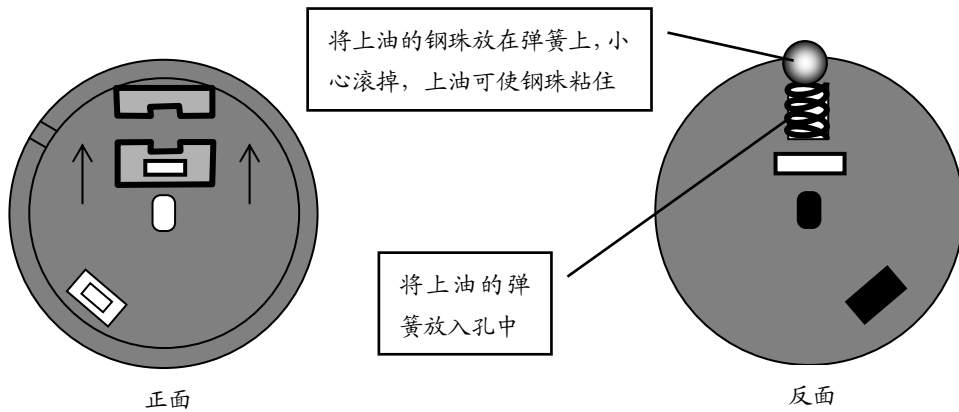 将上油的钢珠放在弹簧上，小
心滚掉，上油可使钢珠粘住
将上油的弹
簧放入孔中
正面
反面